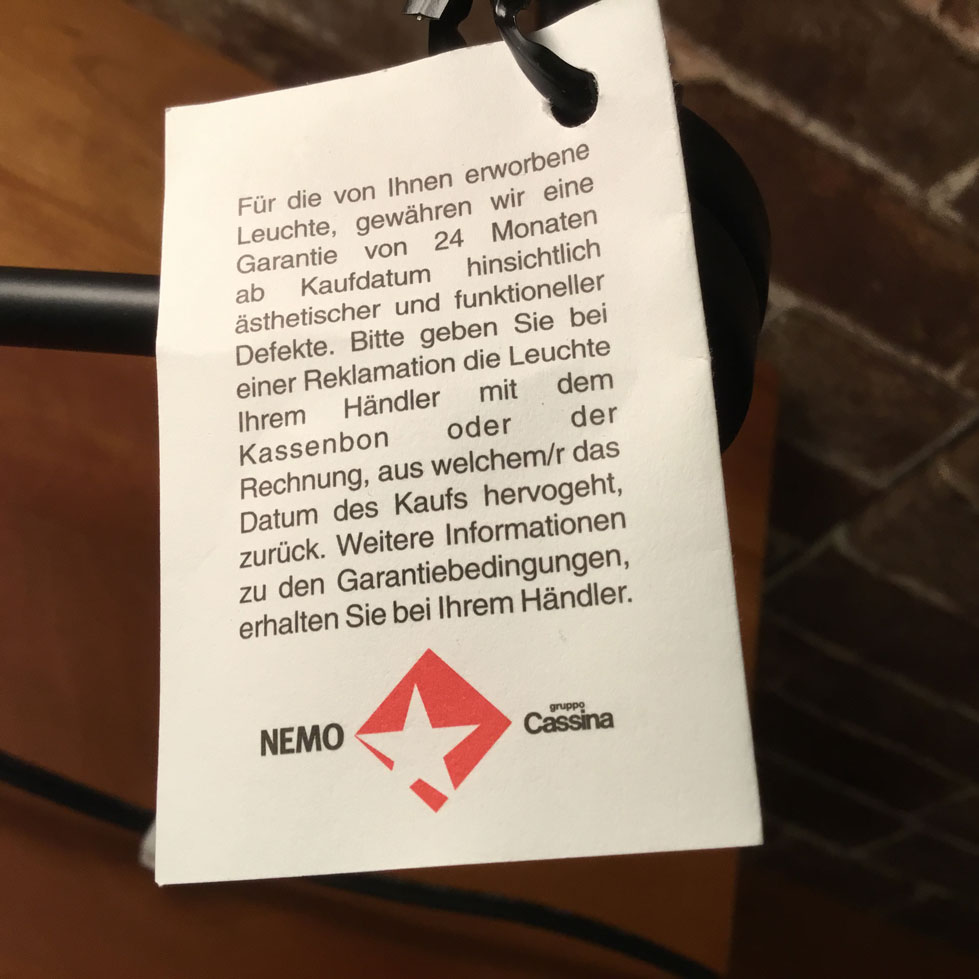 Für die von Ihnen erworbene
Leuchte, gewähren wir eine
Garantie von 24 Monaten
ab Kaufdatum hinsichtlich
ästhetischer und funktioneller
Defekte. Bitte geben Sie bei
einer Reklamation die Leuchte
Ihrem Händler mit dem
Kassenbon oder der
Rechnung, aus welchem/r das
Datum des Kaufs hervogeht,
zurück. Weitere Informationen
zu den Garantiebedingungen,
erhalten Sie bei Ihrem Händler.
NEMO
gruppo
Cassina